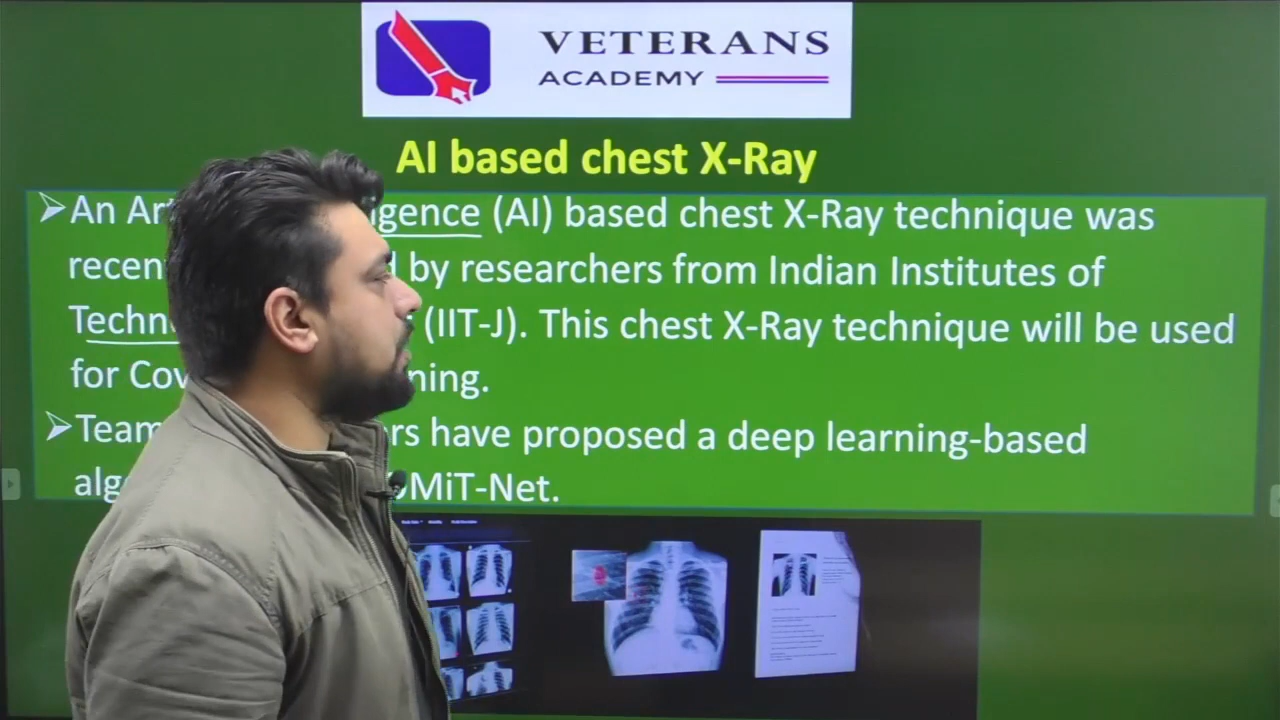 VETERANS
ACADEMY
AI based chest X-Ray
An Art gence (AI) based chest X-Ray technique was
recen d by researchers from Indian Institutes of
Techn (IIT-J). This chest X-Ray technique will be used
for Cov ning.
Team rs have proposed a deep learning-based
alg OMiT-Net.